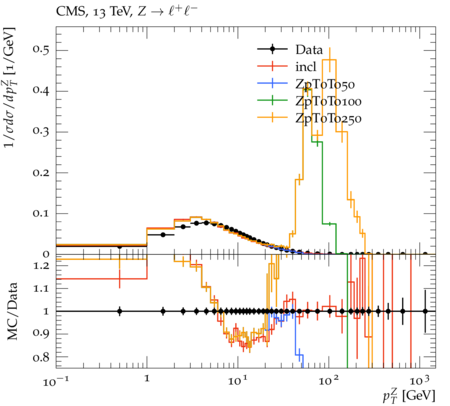 CMS, 13 TeV, Z → ℓ⁺ℓ⁻
1/σdσ/dp_T^Z [1/GeV]
0.5
0.4
0.3
0.2
0.1
0
Data
incl
ZpToTo50
ZpToTo100
ZpToTo250
MC/Data
1.2
1.1
1
0.9
0.8
10⁻¹
1
10¹
10²
10³
p_T^Z [GeV]